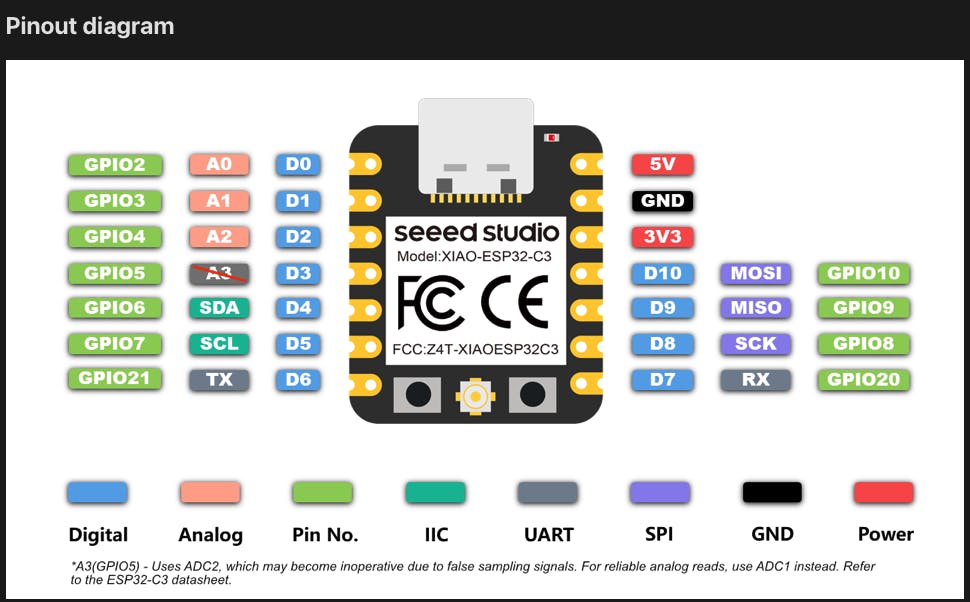 Pinout diagram
GPIO2 A0 D0 5V
GPIO3 A1 D1 GND
GPIO4 A2 D2 3V3
GPIO5 A3 D3 D10 MOSI GPIO10
GPIO6 SDA D4 D9 MISO GPIO9
GPIO7 SCL D5 D8 SCK GPIO8
GPIO21 TX D6 D7 RX GPIO20
seeed studio
Model:XIAO-ESP32-C3
FC CE
FCC:Z4T-XIAOESP32C3
Digital Analog Pin No. IIC UART SPI GND Power
*A3(GPIO5) - Uses ADC2, which may become inoperative due to false sampling signals. For reliable analog reads, use ADC1 instead. Refer
to the ESP32-C3 datasheet.